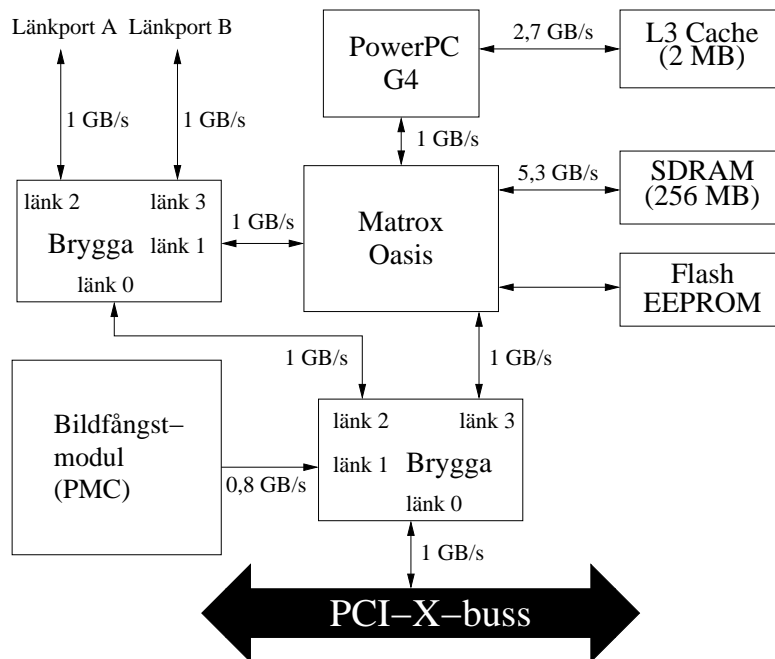 Länkport A
Länkport B
PowerPC
G4
2,7 GB/s
L3 Cache
(2 MB)
1 GB/s
1 GB/s
1 GB/s
länk 2
länk 3
Brygga
länk 1
länk 0
1 GB/s
Matrox
Oasis
5,3 GB/s
SDRAM
(256 MB)
Flash
EEPROM
1 GB/s
1 GB/s
Bildfångst–
modul
(PMC)
0,8 GB/s
länk 2
länk 3
länk 1
Brygga
länk 0
1 GB/s
PCI–X–buss